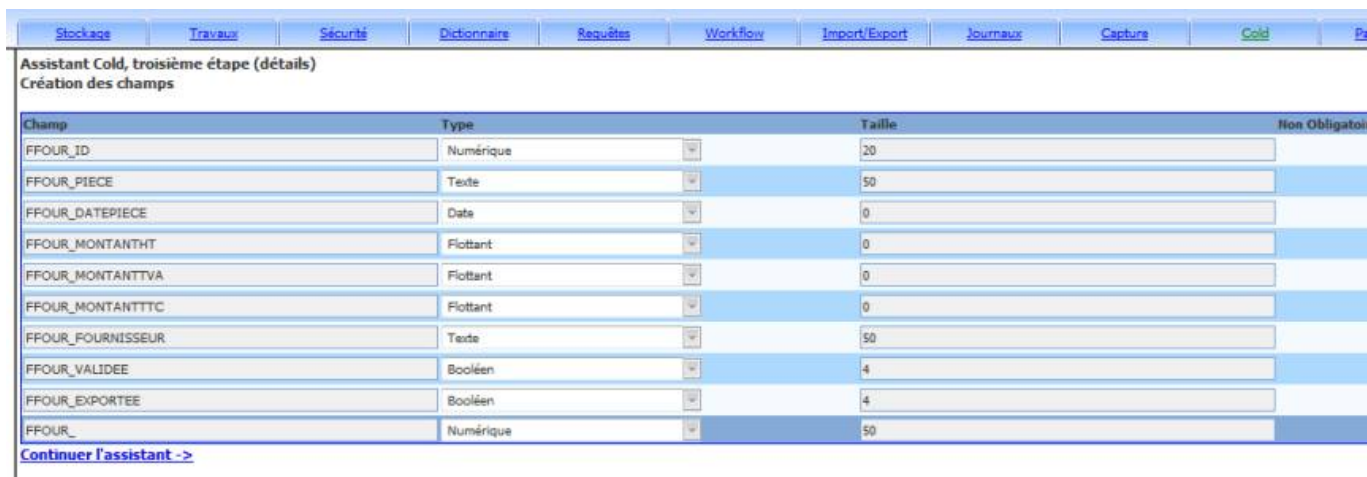 Stockage Travaux Sécurité Dictionnaire Requêtes Workflow Import/Export Journaux Capture Cold Pa
Assistant Cold, troisième étape (détails)
Création des champs
Champ Type Taille Non Obligatoi
FFOUR_ID Numérique 20
FFOUR_PIECE Texte 50
FFOUR_DATEPIECE Date 0
FFOUR_MONTANTHT Flottant 0
FFOUR_MONTANTTVA Flottant 0
FFOUR_MONTANTTTC Flottant 0
FFOUR_FOURNISSEUR Texte 50
FFOUR_VALIDEE Booléen 4
FFOUR_EXPORTEE Booléen 4
FFOUR_ Numérique 50
Continuer l'assistant ->